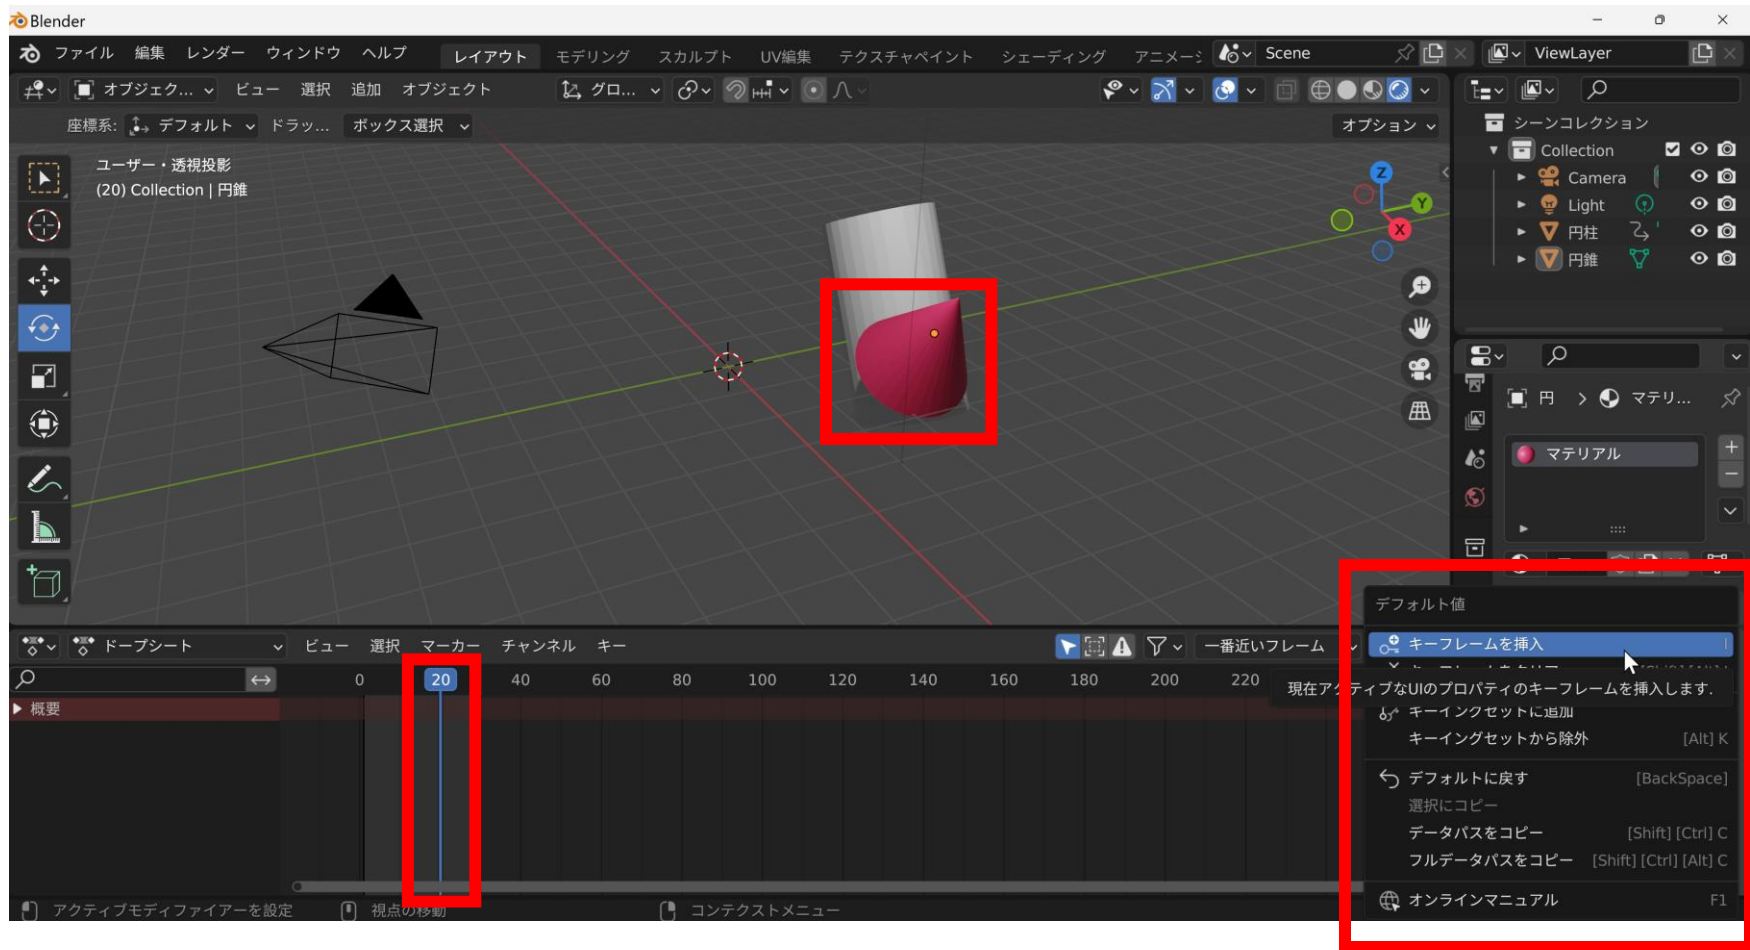 Blender
ファイル 編集 レンダー ウィンドウ ヘルプ レイアウト モデリング スカルプト UV編集 テクスチャペイント シェーディング アニメーシ Scene ViewLayer
オブジェク... ビュー 選択 追加 オブジェクト グロ...
座標系: デフォルト ドラッ... ボックス選択 オプション
ユーザー・透視投影
(20) Collection | 円錐
Z
Y
X
シーンコレクション
Collection
Camera
Light
円柱
円錐
円 > マテリ...
マテリアル
ドープシート ビュー 選択 マーカー チャンネル キー 一番近いフレーム
0 20 40 60 80 100 120 140 160 180 200 220
概要
デフォルト値
キーフレームを挿入 I
現在アクティブなUIのプロパティのキーフレームを挿入します.
キーイングセットに追加
キーイングセットから除外 [Alt] K
デフォルトに戻す [BackSpace]
選択にコピー
データパスをコピー [Shift] [Ctrl] C
フルデータパスをコピー [Shift] [Ctrl] [Alt] C
オンラインマニュアル F1
アクティブモディファイアーを設定 視点の移動 コンテクストメニュー